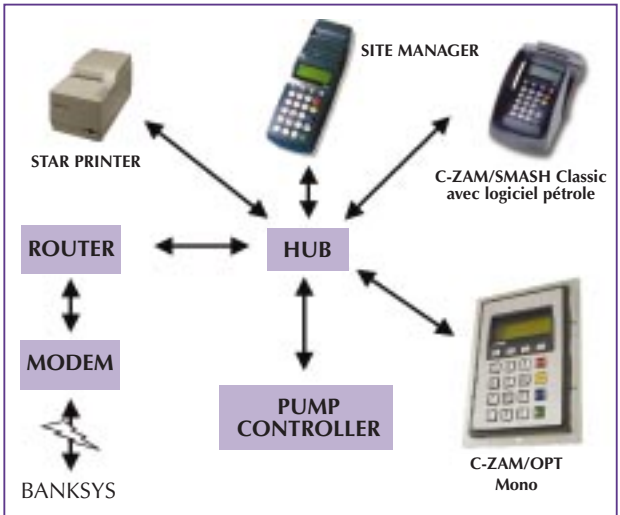 SITE MANAGER
STAR PRINTER
C-ZAM/SMASH Classic
avec logiciel pétrole
ROUTER
HUB
MODEM
PUMP
CONTROLLER
BANKSYS
C-ZAM/OPT
Mono